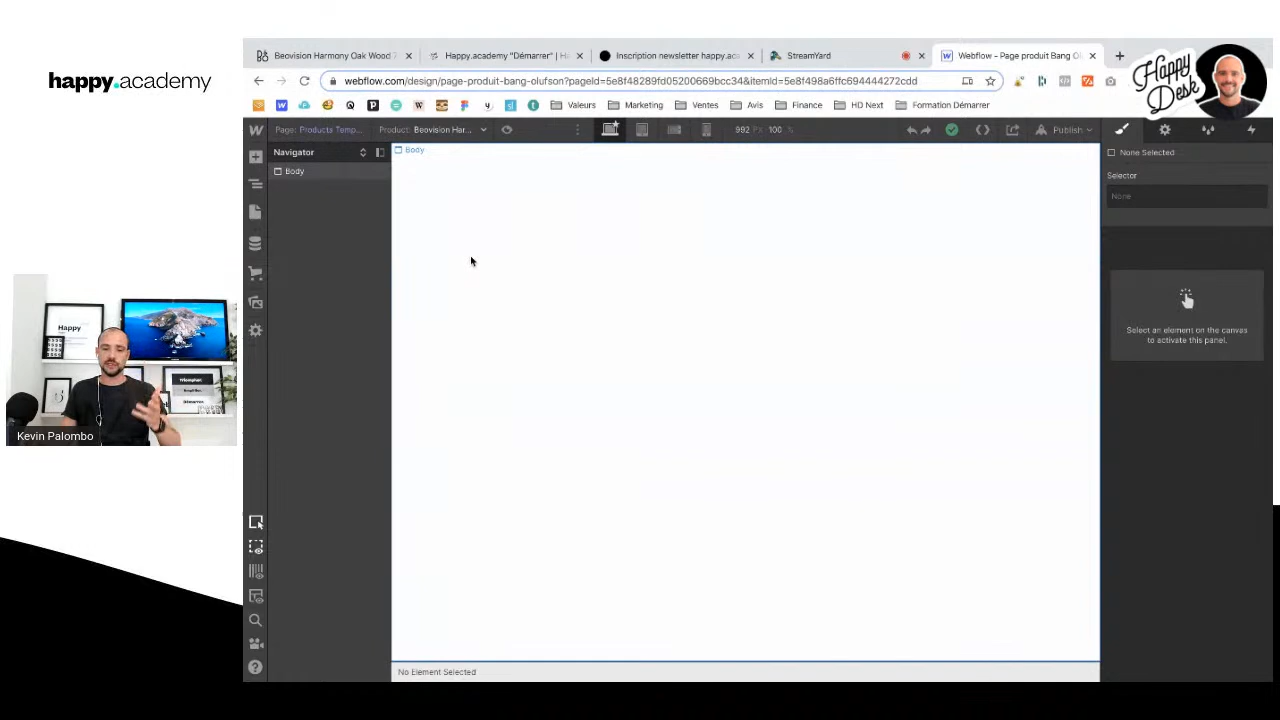 happy.academy
Beovision Harmony Oak Wood
Happy.academy "Démarrer" | H
Inscription newsletter happy.aca
StreamYard
Webflow - Page produit Bang O
webflow.com/design/page-produit-bang-olufson?pageId=5e8f48289fd05200669bcc34&itemId=5e8f498a6ffc694444272cdd
Happy Desk
Valeurs
Marketing
Ventes
Avis
Finance
HD Next
Formation Démarrer
Page: Products Temp...
Product: Beovision Har...
992 PX 100 %
Publish
Navigator
Body
Body
None Selected
Selector
None
Select an element on the canvas
to activate this panel.
No Element Selected
Happy
Démarrer
Kevin Palombo